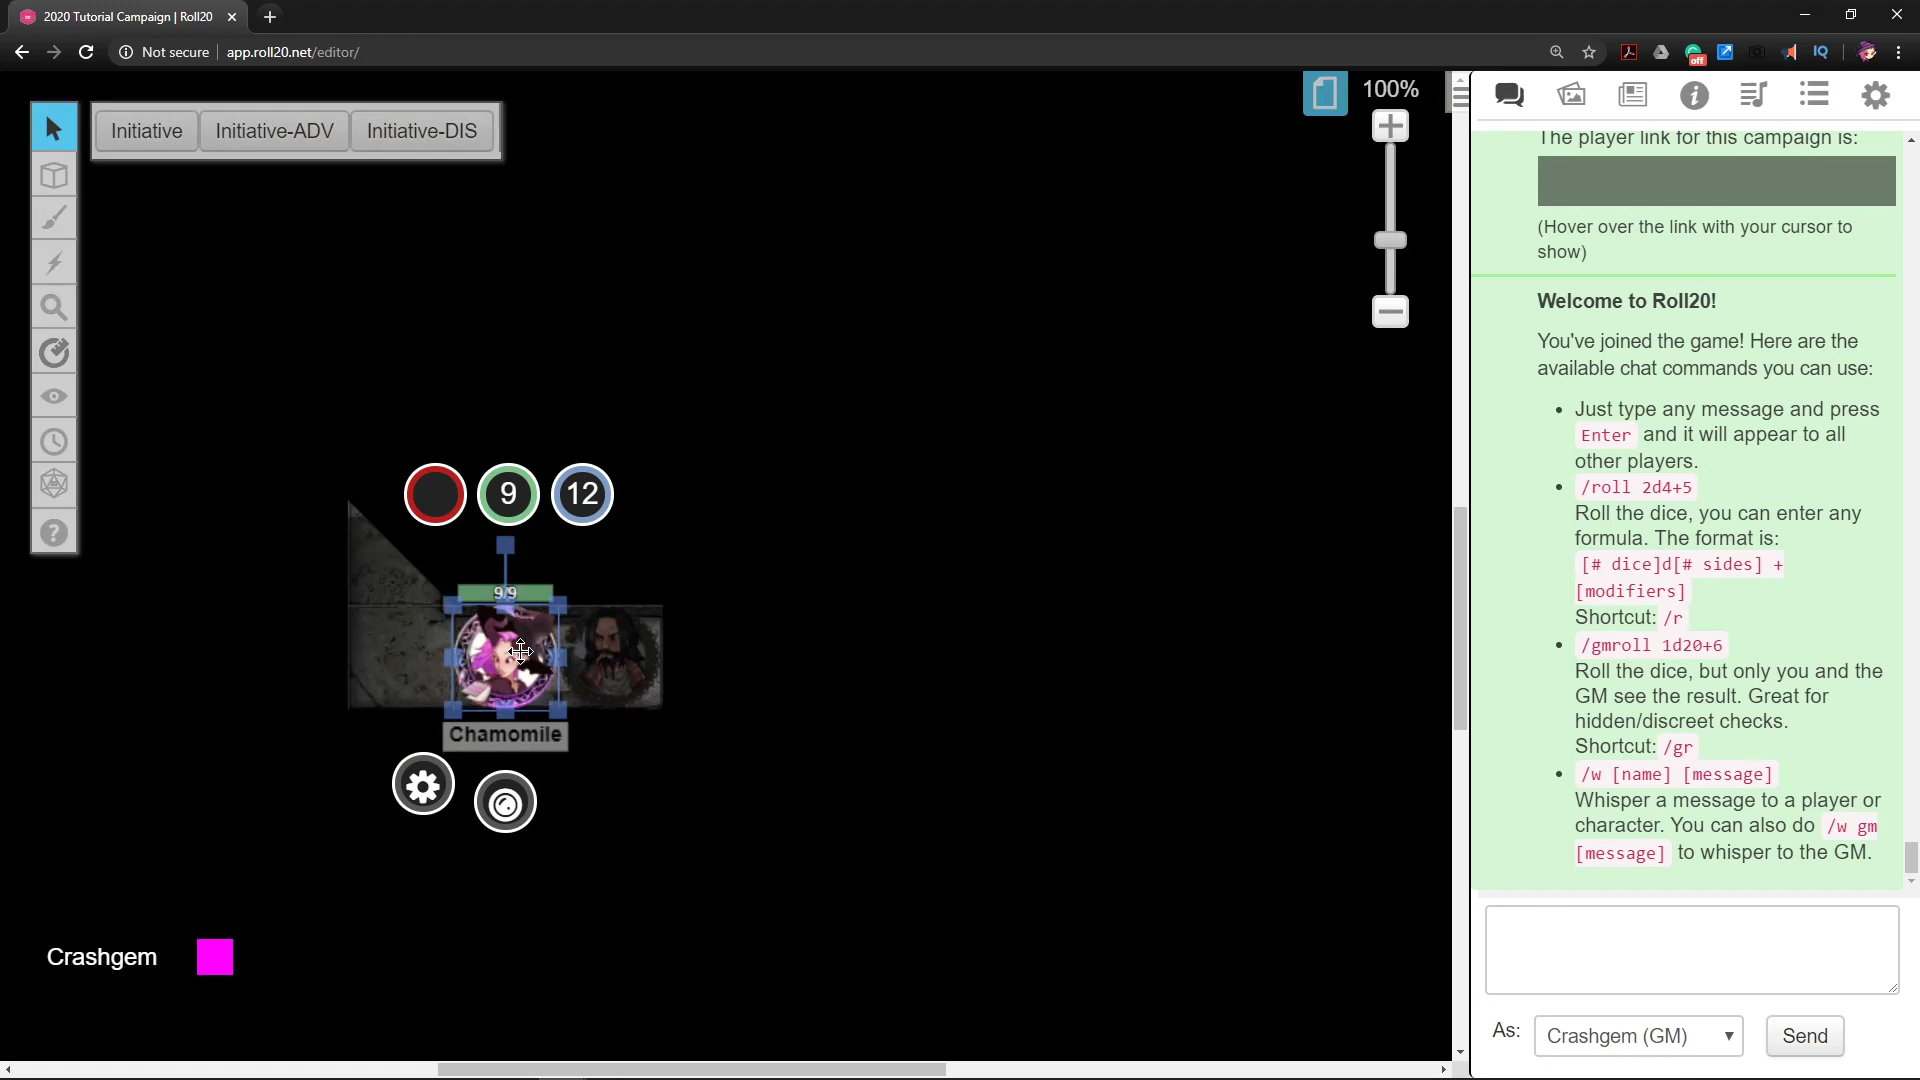 2020 Tutorial Campaign | Roll20
Not secure
app.roll20.net/editor/
off
IQ
Initiative
Initiative-ADV
Initiative-DIS
100%
The player link for this campaign is:
(Hover over the link with your cursor to
show)
Welcome to Roll20!
You've joined the game! Here are the
available chat commands you can use:
• Just type any message and press
Enter and it will appear to all
other players.
• /roll 2d4+5
Roll the dice, you can enter any
formula. The format is:
[# dice]d[# sides] +
[modifiers]
Shortcut: /r
• /gmroll 1d20+6
Roll the dice, but only you and the
GM see the result. Great for
hidden/discreet checks.
Shortcut: /gr
• /w [name] [message]
Whisper a message to a player or
character. You can also do /w gm
[message] to whisper to the GM.
9
12
9/9
Chamomile
Crashgem
As:
Crashgem (GM)
Send